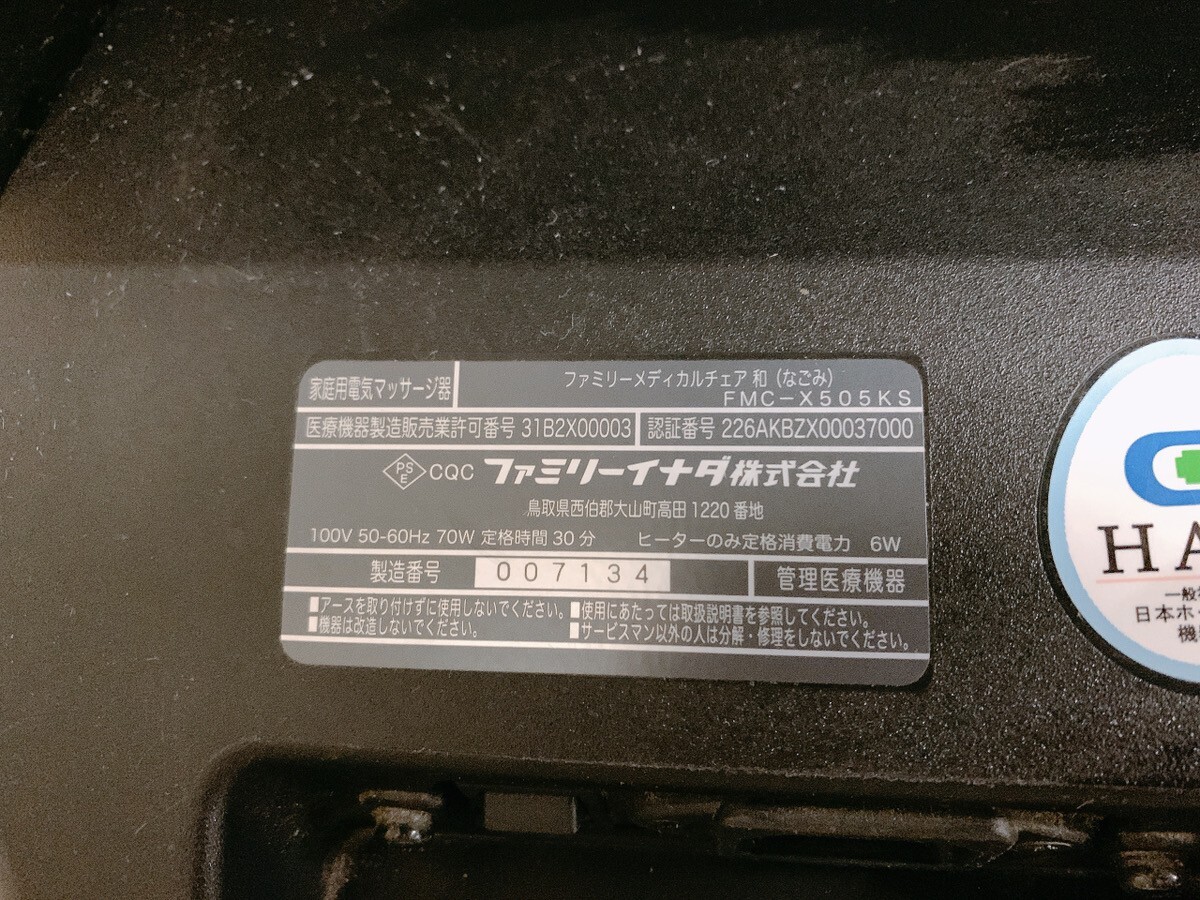 家庭用電気マッサージ器
ファミリーメディカルチェア 和 (なごみ)
FMC-X505KS
医療機器製造販売業許可番号 31B2X00003
認証番号 226AKBZX00037000
PS E CQC ファミリーイナダ株式会社
鳥取県西伯郡大山町高田1220番地
100V 50-60Hz 70W 定格時間30分 ヒーターのみ定格消費電力 6W
製造番号 007134
管理医療機器
■アースを取り付けずに使用しないでください。
■機器は改造しないでください。
■使用にあたっては取扱説明書を参照してください。
■サービスマン以外の人は分解・修理をしないでください。
HA
一般
日本ホ
機